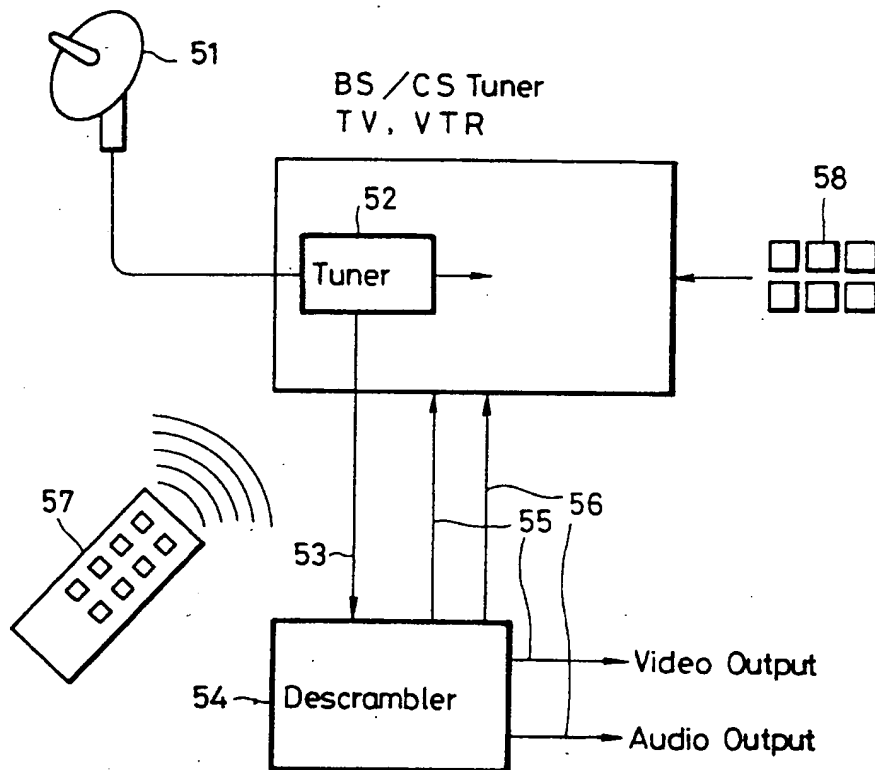 51
BS/CS Tuner
TV, VTR
52
58
Tuner
57
53
55
56
54
Descrambler
Video Output
Audio Output